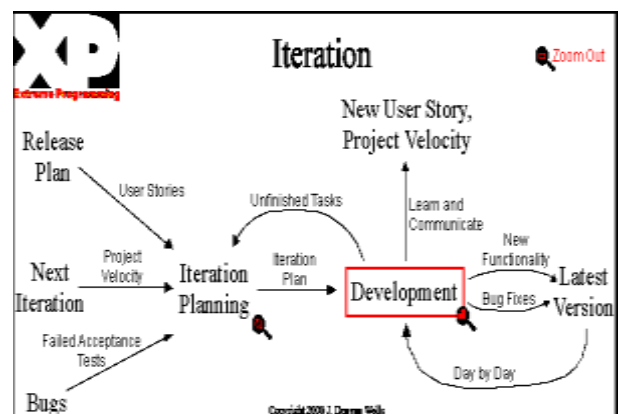 XP
Extreme Programming
Iteration
Zoom Out
New User Story,
Project Velocity
Release
Plan
User Stories
Unfinished Tasks
Learn and
Communicate
Next
Iteration
Project
Velocity
Iteration
Planning
Iteration
Plan
Development
New
Functionality
Bug Fixes
Latest
Version
Failed Acceptance
Tests
Day by Day
Bugs
Copyright 2000 J. Donvan Wells